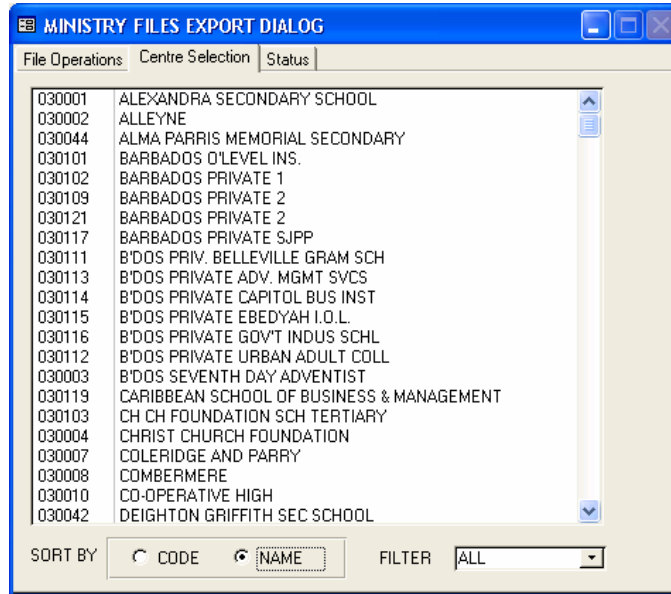 MINISTRY FILES EXPORT DIALOG
File Operations Centre Selection Status
030001 ALEXANDRA SECONDARY SCHOOL
030002 ALLEYNE
030044 ALMA PARRIS MEMORIAL SECONDARY
030101 BARBADOS O'LEVEL INS.
030102 BARBADOS PRIVATE 1
030109 BARBADOS PRIVATE 2
030121 BARBADOS PRIVATE 2
030117 BARBADOS PRIVATE SJPP
030111 B'DOS PRIV. BELLEVILLE GRAM SCH
030113 B'DOS PRIVATE ADV. MGMT SVCS
030114 B'DOS PRIVATE CAPITOL BUS INST
030115 B'DOS PRIVATE EBEDYAH I.O.L.
030116 B'DOS PRIVATE GOV'T INDUS SCHL
030112 B'DOS PRIVATE URBAN ADULT COLL
030003 B'DOS SEVENTH DAY ADVENTIST
030119 CARIBBEAN SCHOOL OF BUSINESS & MANAGEMENT
030103 CH CH FOUNDATION SCH TERTIARY
030004 CHRIST CHURCH FOUNDATION
030007 COLERIDGE AND PARRY
030008 COMBERMERE
030010 CO-OPERATIVE HIGH
030042 DEIGHTON GRIFFITH SEC SCHOOL
SORT BY CODE NAME FILTER ALL